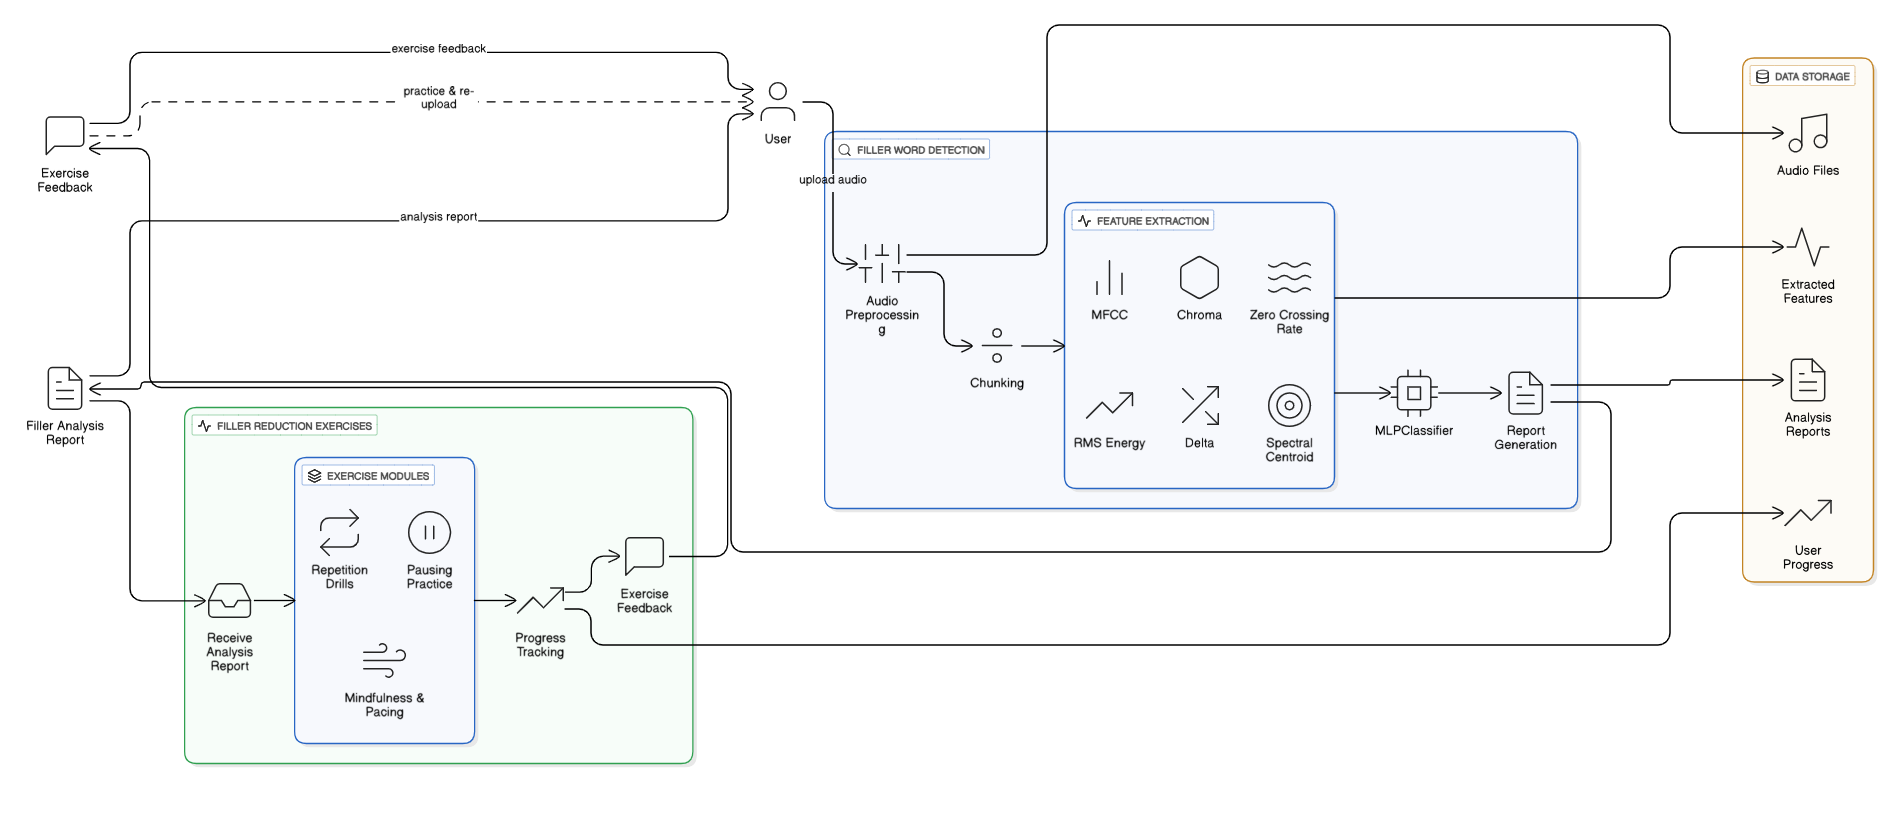 exercise feedback
practice & re-
upload
User
Exercise
Feedback
analysis report
upload audio
FILLER WORD DETECTION
Audio
Preprocessin
g
Chunking
FEATURE EXTRACTION
MFCC
Chroma
Zero Crossing
Rate
RMS Energy
Delta
Spectral
Centroid
MLPClassifier
Report
Generation
DATA STORAGE
Audio Files
Extracted
Features
Analysis
Reports
User
Progress
Filler Analysis
Report
FILLER REDUCTION EXERCISES
Receive
Analysis
Report
EXERCISE MODULES
Repetition
Drills
Pausing
Practice
Mindfulness &
Pacing
Progress
Tracking
Exercise
Feedback